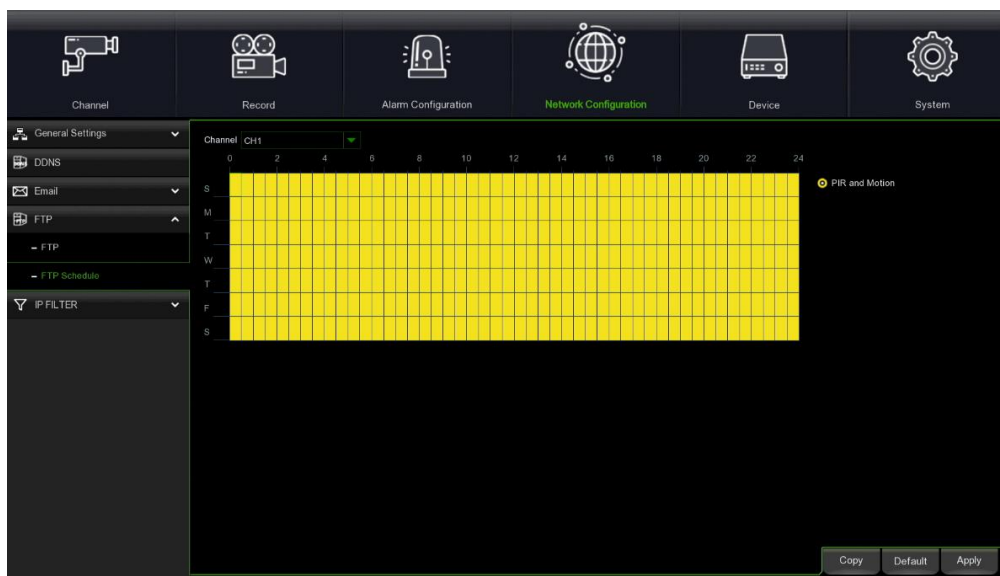 Channel
Record
Alarm Configuration
Network Configuration
Device
System
General Settings
DDNS
Email
FTP
– FTP
– FTP Schedule
IP FILTER
Channel CH1
0 2 4 6 8 10 12 14 16 18 20 22 24
S
M
T
W
T
F
S
PIR and Motion
Copy
Default
Apply